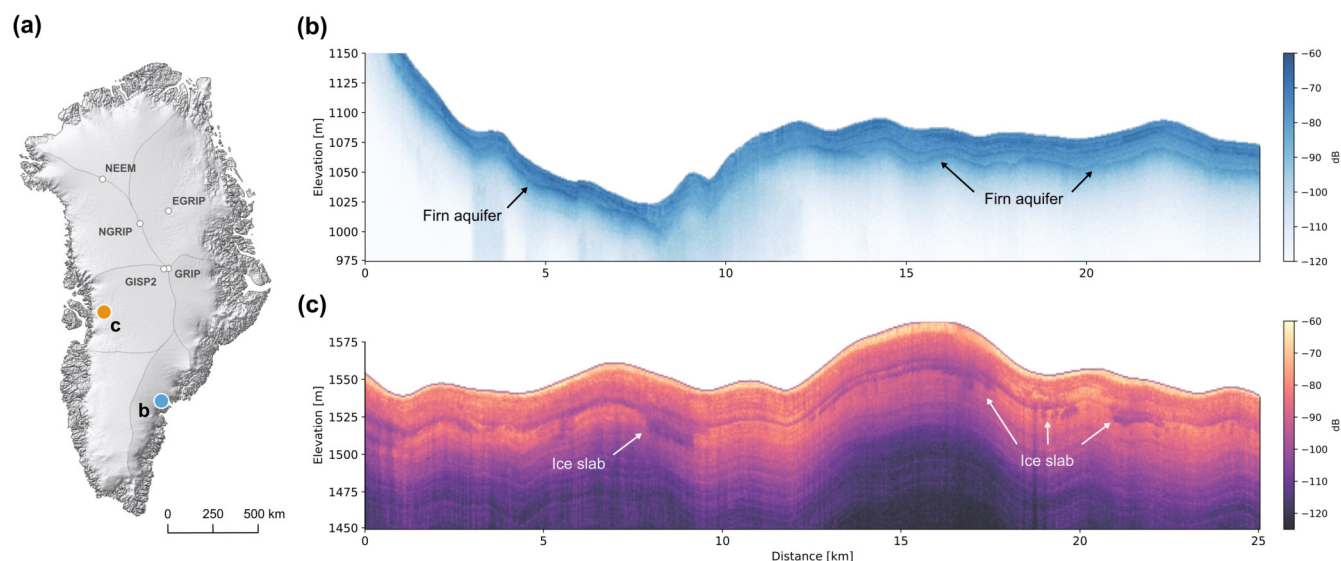 (a)
NEEM
EGRIP
NGRIP
GISP2
GRIP
c
b
0 250 500 km
(b)
Elevation [m]
1150
1125
1100
1075
1050
1025
1000
975
0 5 10 15 20
Firn aquifer
Firn aquifer
−60
−70
−80
−90
−100
−110
−120
dB
(c)
Elevation [m]
1575
1550
1525
1500
1475
1450
0 5 10 15 20 25
Distance [km]
Ice slab
Ice slab
−60
−70
−80
−90
−100
−110
−120
dB